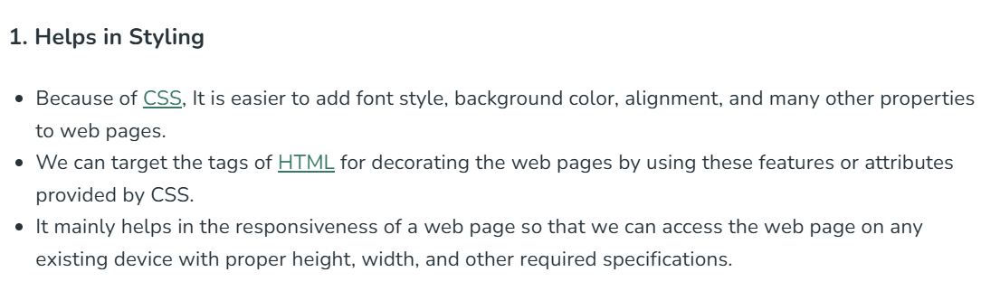 1. Helps in Styling
• Because of CSS, It is easier to add font style, background color, alignment, and many other properties
to web pages.
• We can target the tags of HTML for decorating the web pages by using these features or attributes
provided by CSS.
• It mainly helps in the responsiveness of a web page so that we can access the web page on any
existing device with proper height, width, and other required specifications.